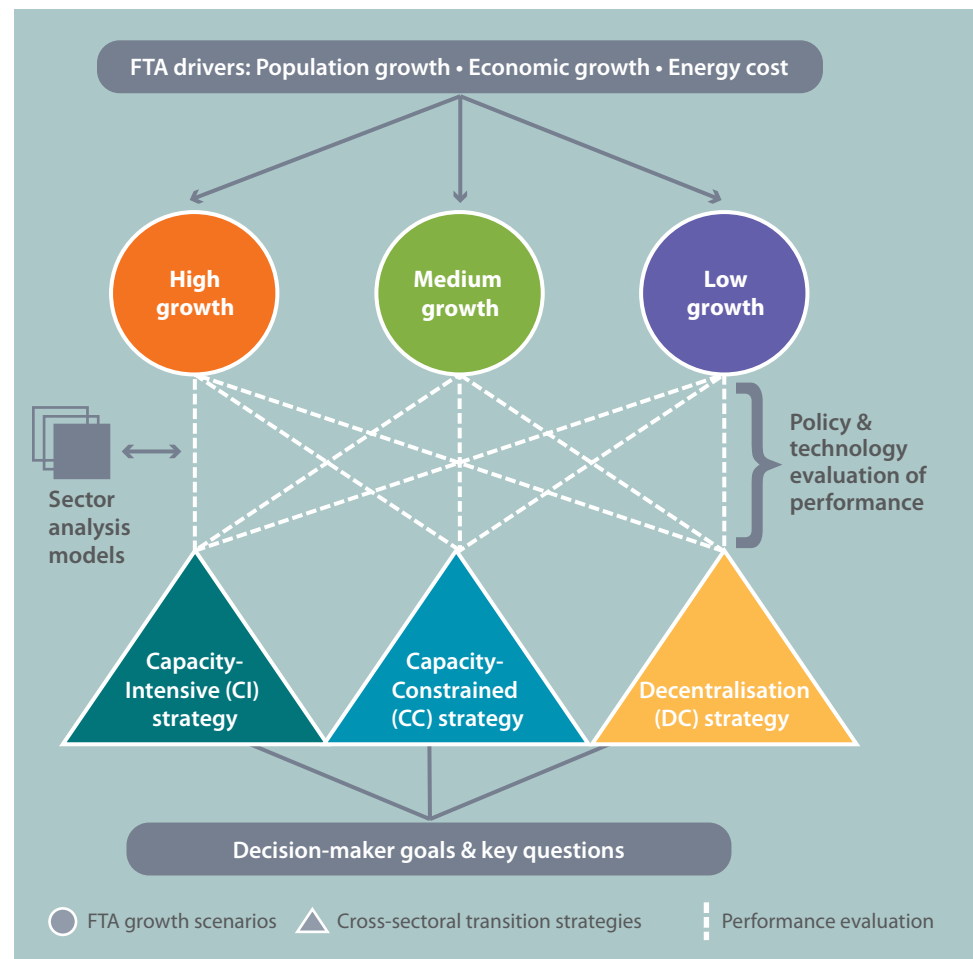 FTA drivers: Population growth • Economic growth • Energy cost
High
growth
Medium
growth
Low
growth
Sector
analysis
models
Policy &
technology
evaluation of
performance
Capacity-
Intensive (CI)
strategy
Capacity-
Constrained
(CC) strategy
Decentralisation
(DC) strategy
Decision-maker goals & key questions
FTA growth scenarios
Cross-sectoral transition strategies
Performance evaluation